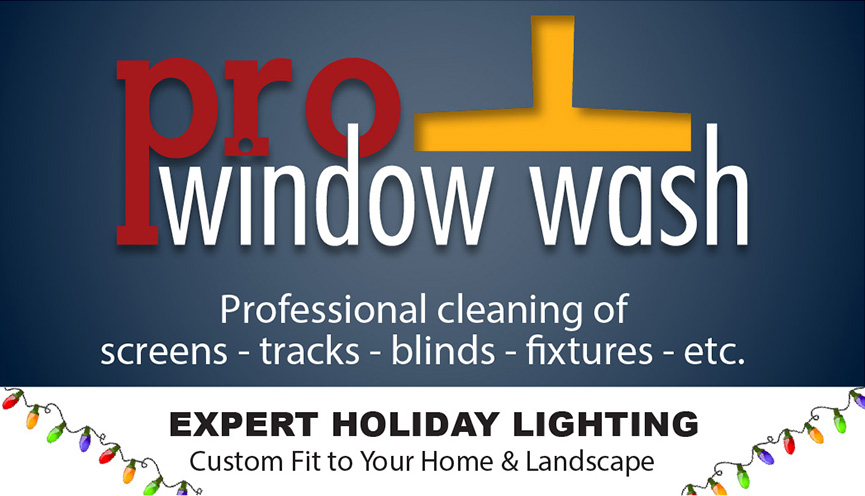 pro
window wash
Professional cleaning of
screens - tracks - blinds - fixtures - etc.
EXPERT HOLIDAY LIGHTING
Custom Fit to Your Home & Landscape